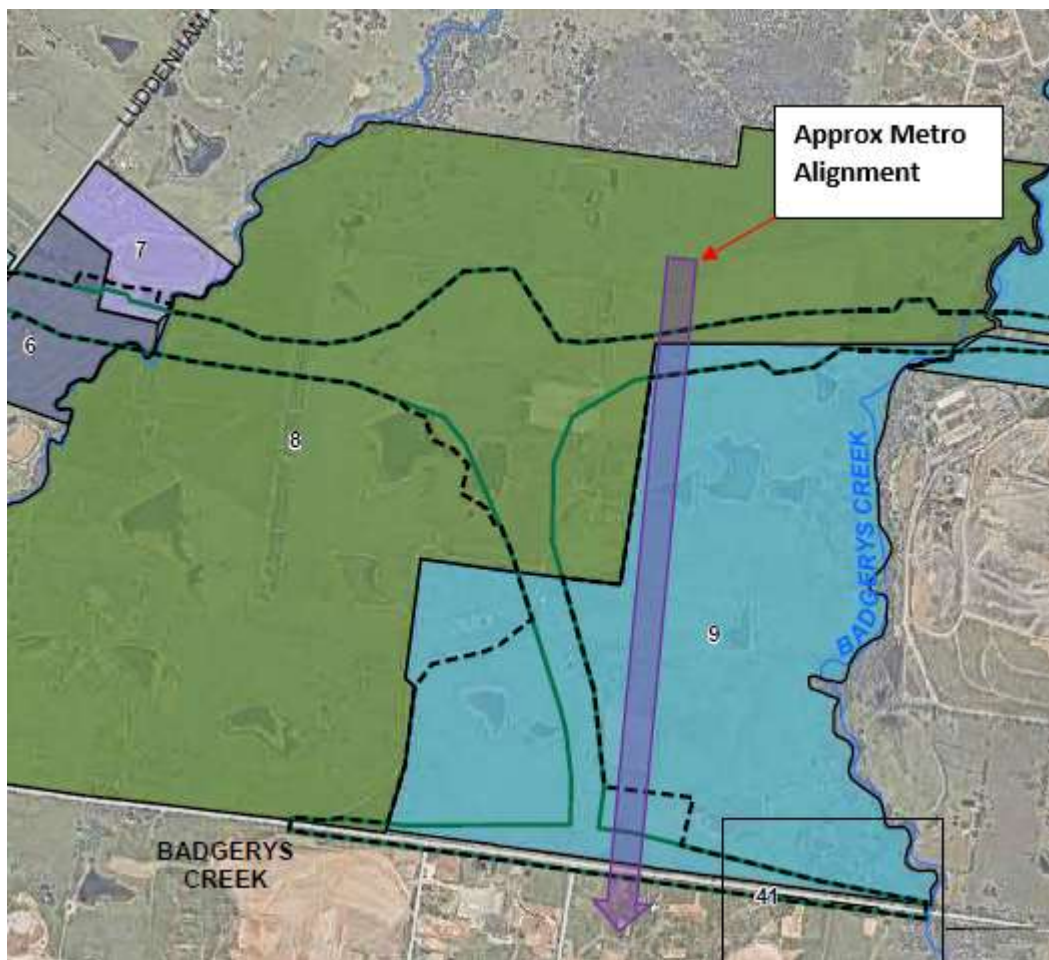 LUDDENHAM
Approx Metro
Alignment
7
6
8
9
BADGERYS CREEK
BADGERYS
CREEK
41